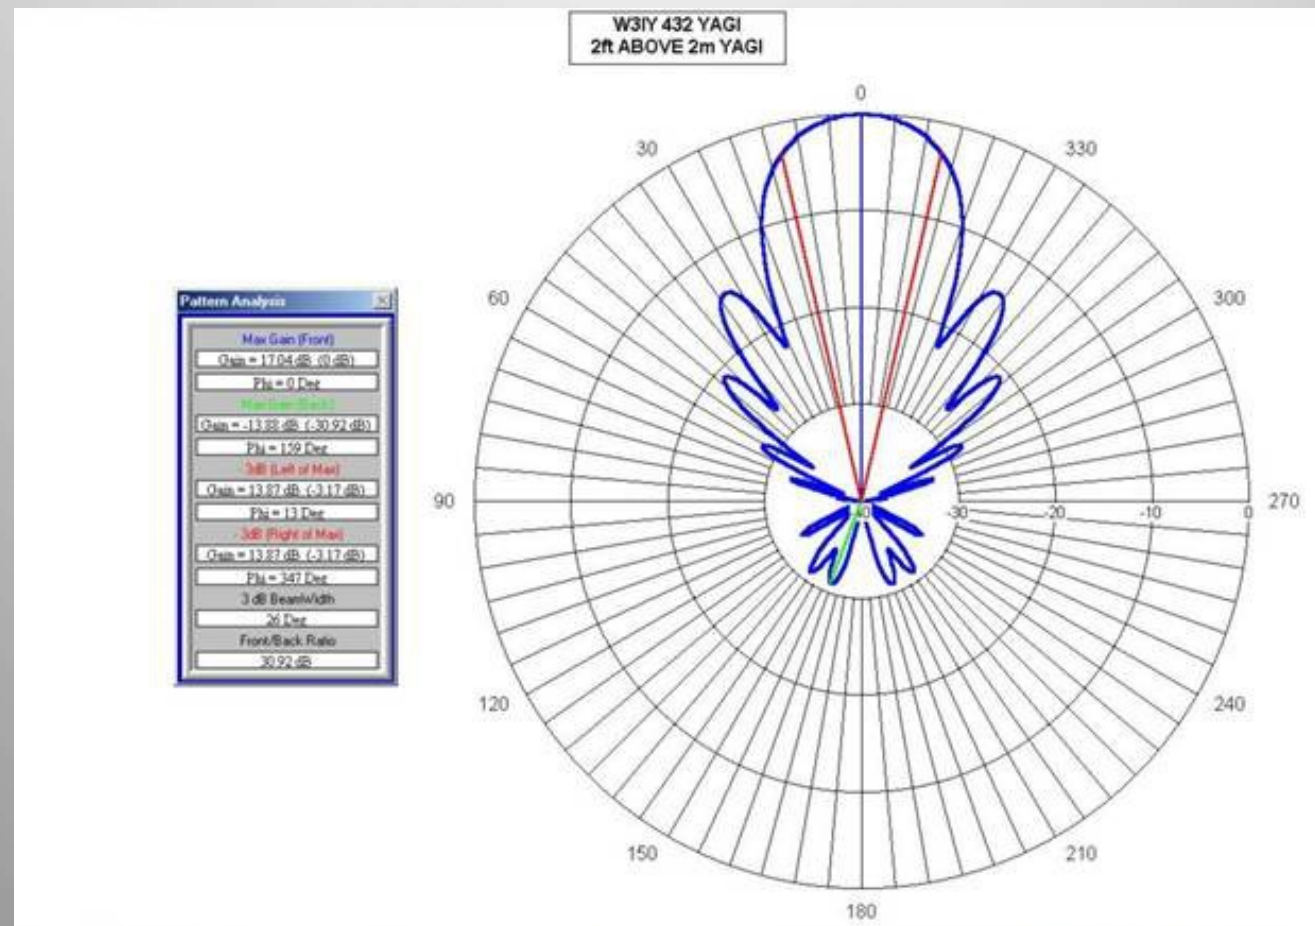 W3IY 432 YAGI
2ft ABOVE 2m YAGI
0
30
330
60
300
90
-30
-20
-10
0
270
120
240
150
210
180
Pattern Analysis
Max Gain (Front)
Gain = 17.04 dB (0 dB)
Phi = 0 Deg
Max Gain (Back)
Gain = -13.88 dB (-30.92 dB)
Phi = 159 Deg
- 3dB (Left of Max)
Gain = 13.87 dB (-3.17 dB)
Phi = 13 Deg
- 3dB (Right of Max)
Gain = 13.87 dB (-3.17 dB)
Phi = 347 Deg
3 dB BeamWidth
26 Deg
Front/Back Ratio
30.92 dB